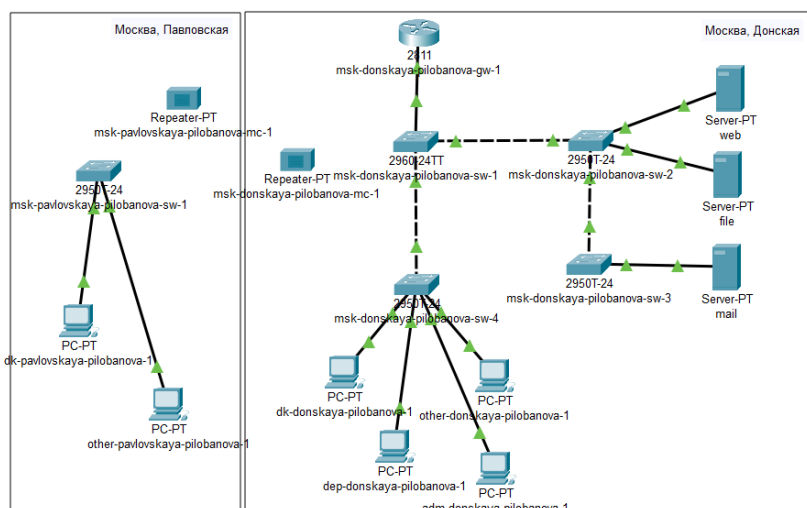 Москва, Павловская
Repeater-PT
msk-pavlovskaya-pilobanova-mc-1
2950T-24
msk-pavlovskaya-pilobanova-sw-1
PC-PT
dk-pavlovskaya-pilobanova-1
PC-PT
other-pavlovskaya-pilobanova-1
Москва, Донская
2811
msk-donskaya-pilobanova-gw-1
Repeater-PT
msk-donskaya-pilobanova-mc-1
2960-24TT
msk-donskaya-pilobanova-sw-1
2950T-24
msk-donskaya-pilobanova-sw-2
Server-PT
web
Server-PT
file
2950T-24
msk-donskaya-pilobanova-sw-3
Server-PT
mail
2950T-24
msk-donskaya-pilobanova-sw-4
PC-PT
dk-donskaya-pilobanova-1
PC-PT
other-donskaya-pilobanova-1
PC-PT
dep-donskaya-pilobanova-1
PC-PT
adm-donskaya-pilobanova-1